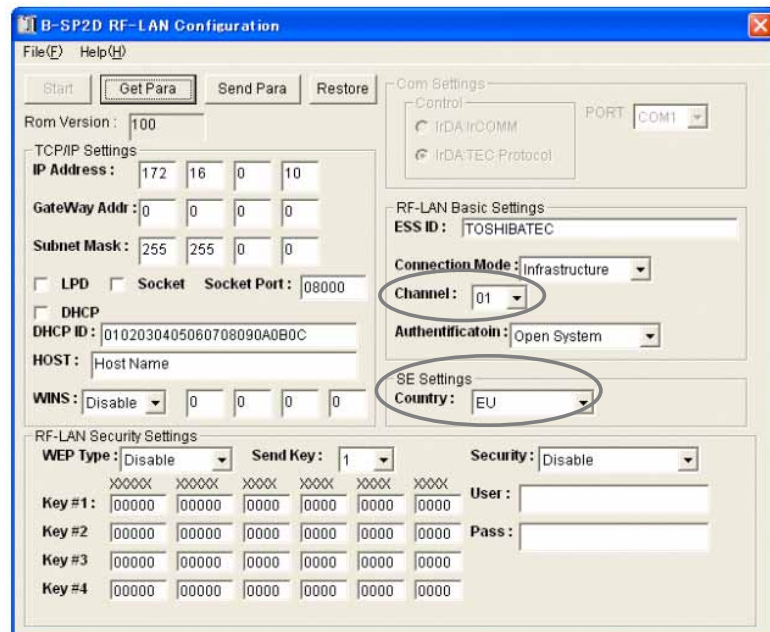 B-SP2D RF-LAN Configuration
File(F) Help(H)
Start Get Para Send Para Restore
Rom Version : 100
Com Settings
Control
IrDA:IrCOMM
IrDA:TEC Protocol
PORT COM1
TCP/IP Settings
IP Address : 172 16 0 10
GateWay Addr : 0 0 0 0
Subnet Mask : 255 255 0 0
LPD Socket Socket Port : 08000
DHCP
DHCP ID : 0102030405060708090A0B0C
HOST : Host Name
WINS : Disable 0 0 0 0
RF-LAN Basic Settings
ESS ID : TOSHIBATEC
Connection Mode : Infrastructure
Channel : 01
Authentificatoin : Open System
SE Settings
Country : EU
RF-LAN Security Settings
WEP Type : Disable Send Key : 1 Security : Disable
XXXXX XXXXX XXXX XXXX XXXX XXXX
Key #1 : 00000 00000 0000 0000 0000 0000
Key #2 00000 00000 0000 0000 0000 0000
Key #3 00000 00000 0000 0000 0000 0000
Key #4 00000 00000 0000 0000 0000 0000
User :
Pass :